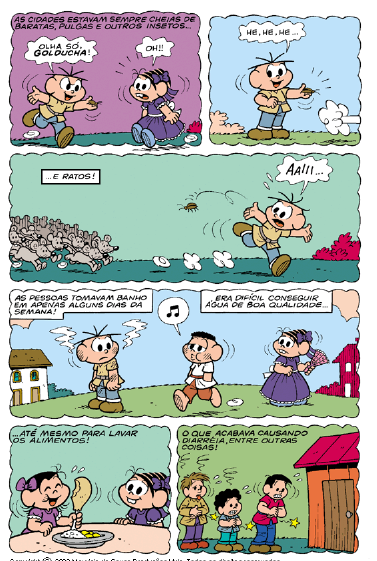 AS CIDADES ESTAVAM SEMPRE CHEIAS DE
BARATAS, PULGAS E OUTROS INSETOS...
OLHA SÓ,
GOLDUCHA!
OH!!
HE, HE, HE...
...E RATOS!
AAIII...
AS PESSOAS TOMAVAM BANHO
EM APENAS ALGUNS DIAS DA
SEMANA!
ERA DIFÍCIL CONSEGUIR
ÁGUA DE BOA QUALIDADE...
...ATÉ MESMO PARA LAVAR
OS ALIMENTOS!
O QUE ACABAVA CAUSANDO
DIARRÉIA, ENTRE OUTRAS
COISAS!